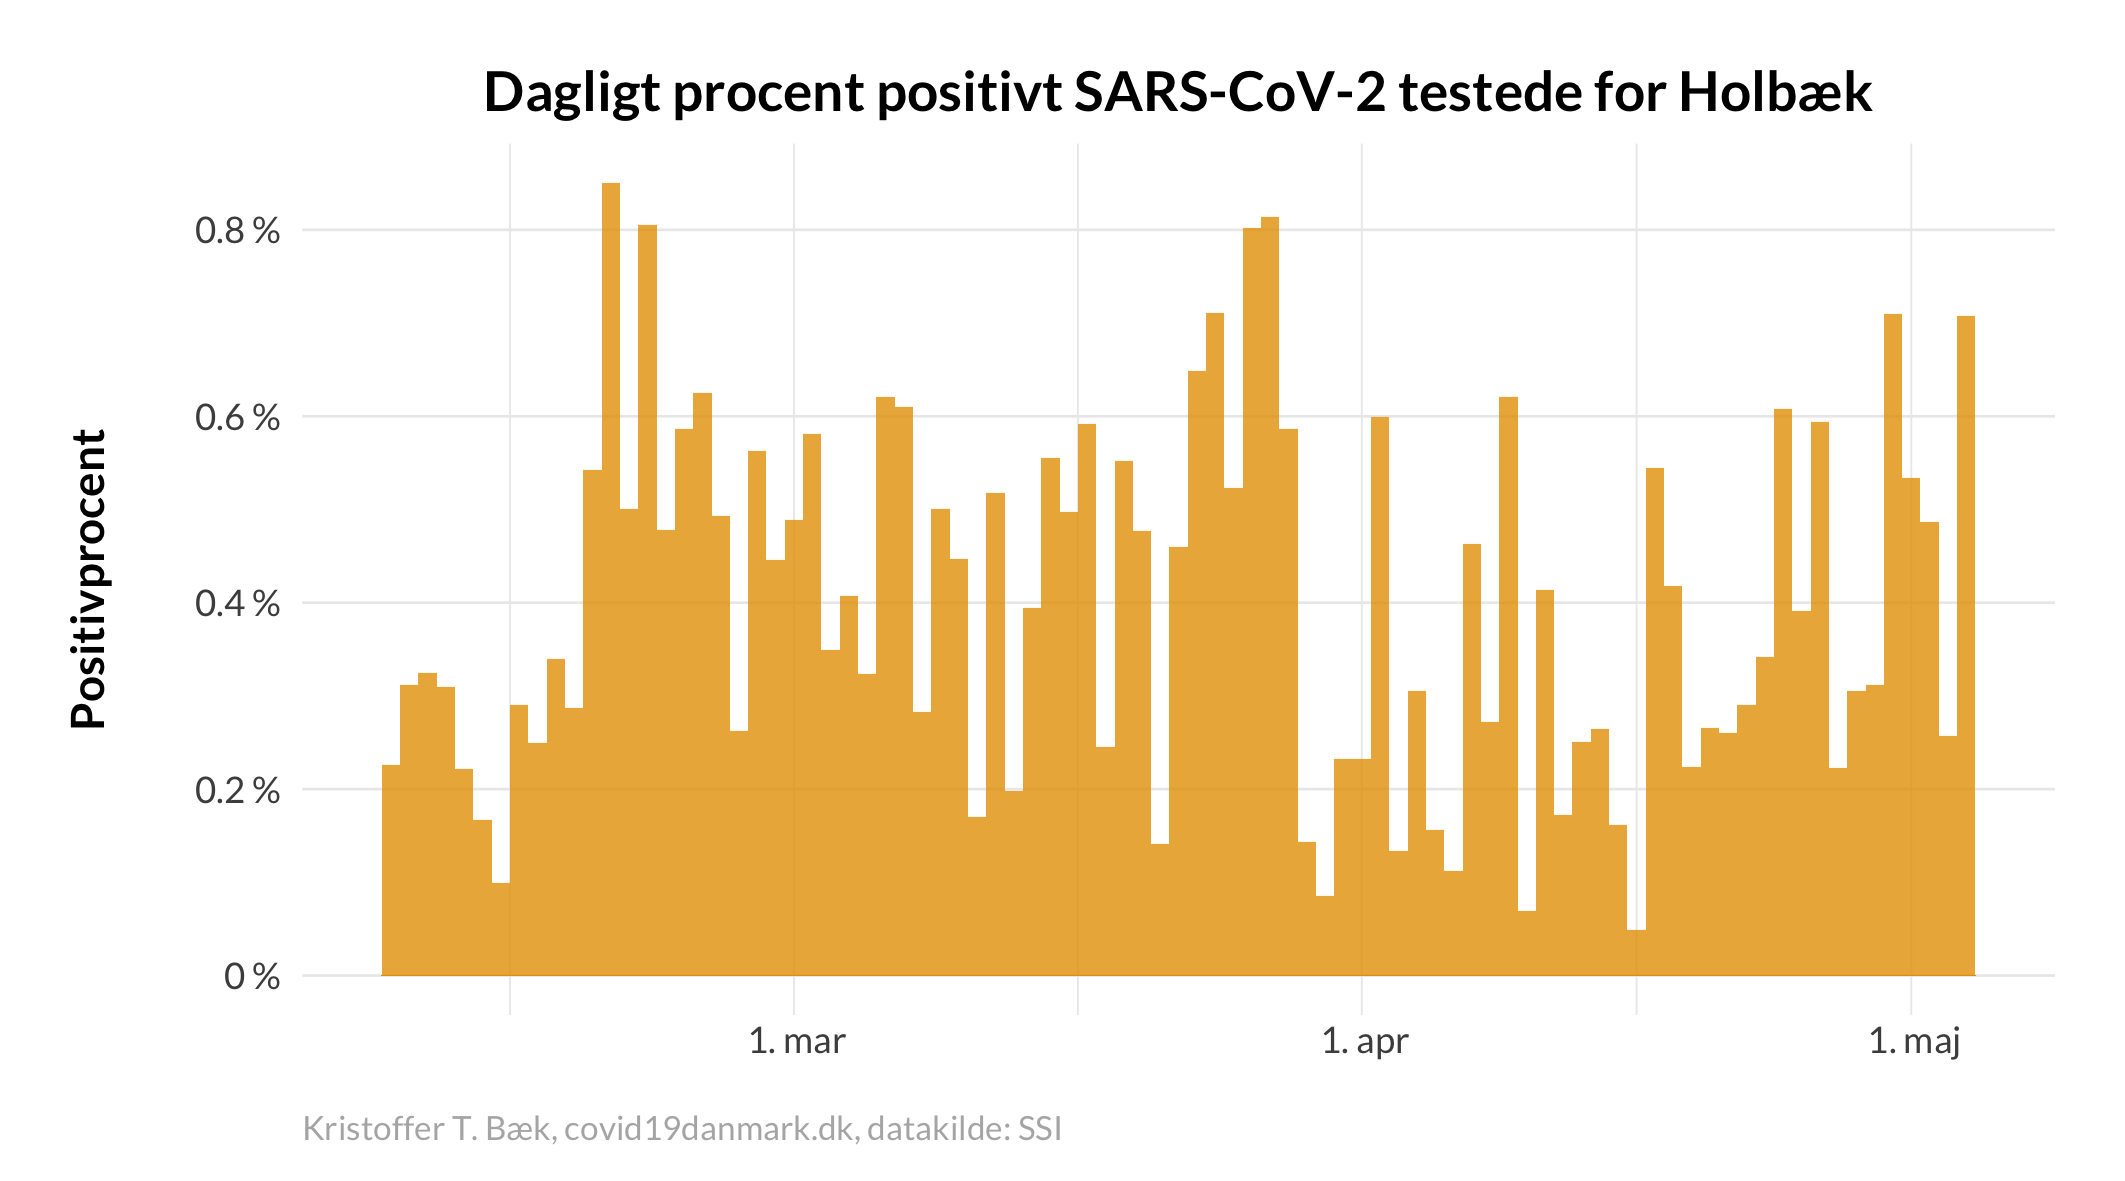 Dagligt procent positivt SARS-CoV-2 testede for Holbæk
Positivprocent
0.8 %
0.6 %
0.4 %
0.2 %
0 %
1. mar
1. apr
1. maj
Kristoffer T. Bæk, covid19danmark.dk, datakilde: SSI